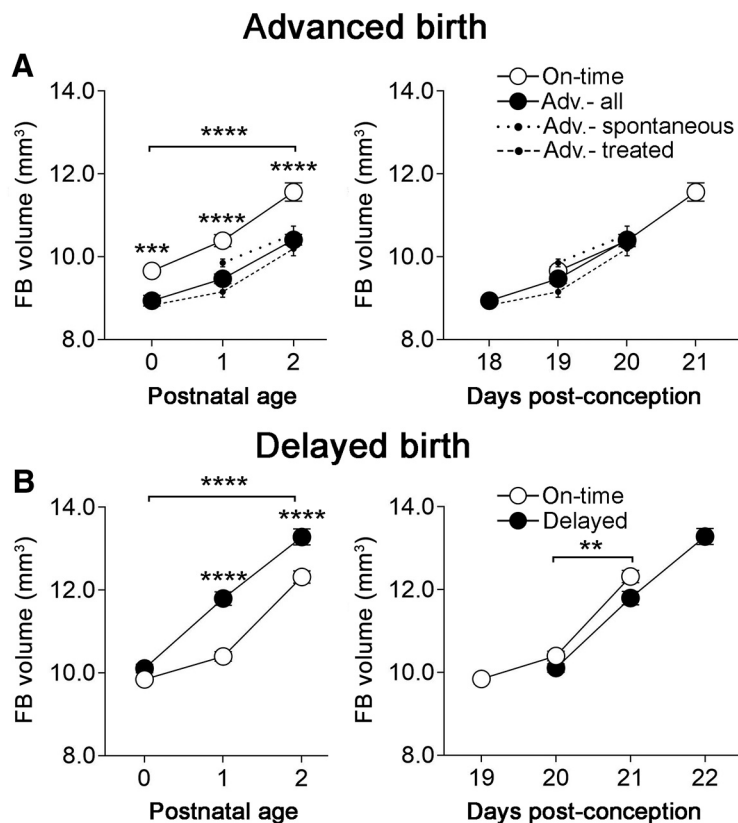 Advanced birth
A
FB volume (mm³)
14.0
12.0
10.0
8.0
****
****
****
***
0 1 2
Postnatal age
On-time
Adv.- all
Adv.- spontaneous
Adv.- treated
FB volume (mm³)
14.0
12.0
10.0
8.0
18 19 20 21
Days post-conception
Delayed birth
B
FB volume (mm³)
14.0
12.0
10.0
8.0
****
****
****
0 1 2
Postnatal age
On-time
Delayed
**
FB volume (mm³)
14.0
12.0
10.0
8.0
19 20 21 22
Days post-conception